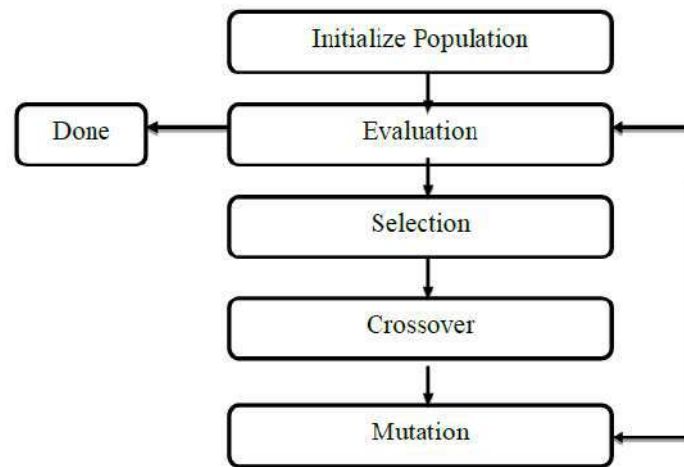 Initialize Population
Done
Evaluation
Selection
Crossover
Mutation